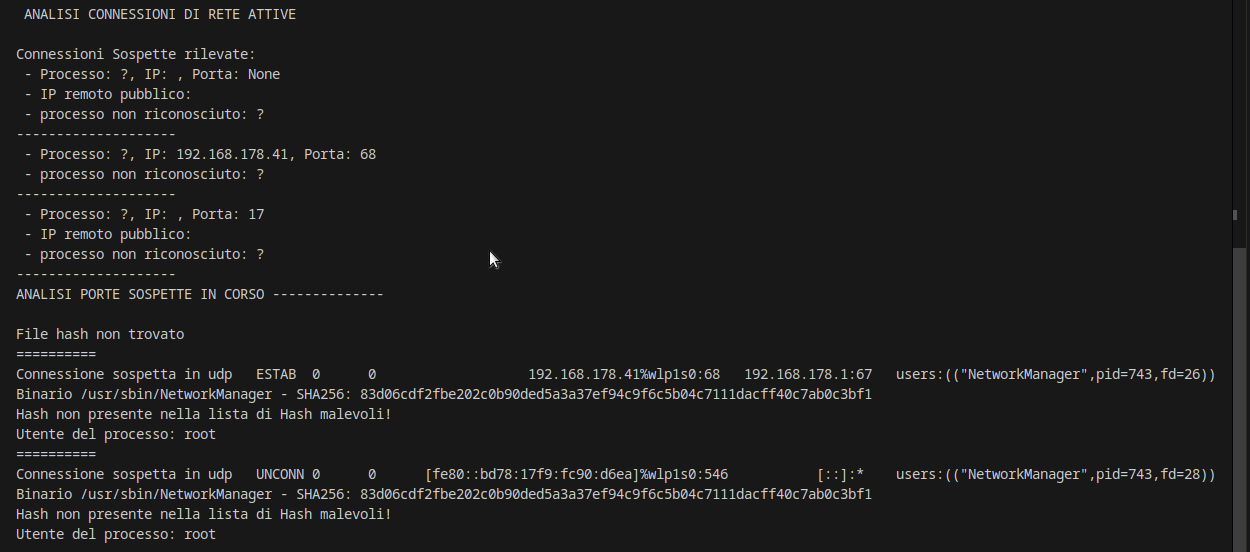 ANALISI CONNESSIONI DI RETE ATTIVE
Connessioni Sospette rilevate:
- Processo: ?, IP: , Porta: None
- IP remoto pubblico:
- processo non riconosciuto: ?
--------------------
- Processo: ?, IP: 192.168.178.41, Porta: 68
- processo non riconosciuto: ?
--------------------
- Processo: ?, IP: , Porta: 17
- IP remoto pubblico:
- processo non riconosciuto: ?
--------------------
ANALISI PORTE SOSPETTE IN CORSO --------------
File hash non trovato
==========
Connessione sospetta in udp   ESTAB  0      0                   192.168.178.41%wlp1s0:68   192.168.178.1:67   users:(("NetworkManager",pid=743,fd=26))
Binario /usr/sbin/NetworkManager - SHA256: 83d06cdf2fbe202c0b90ded5a3a37ef94c9f6c5b04c7111dacff40c7ab0c3bf1
Hash non presente nella lista di Hash malevoli!
Utente del processo: root
==========
Connessione sospetta in udp   UNCONN 0      0      [fe80::bd78:17f9:fc90:d6ea]%wlp1s0:546           [::]:*    users:(("NetworkManager",pid=743,fd=28))
Binario /usr/sbin/NetworkManager - SHA256: 83d06cdf2fbe202c0b90ded5a3a37ef94c9f6c5b04c7111dacff40c7ab0c3bf1
Hash non presente nella lista di Hash malevoli!
Utente del processo: root